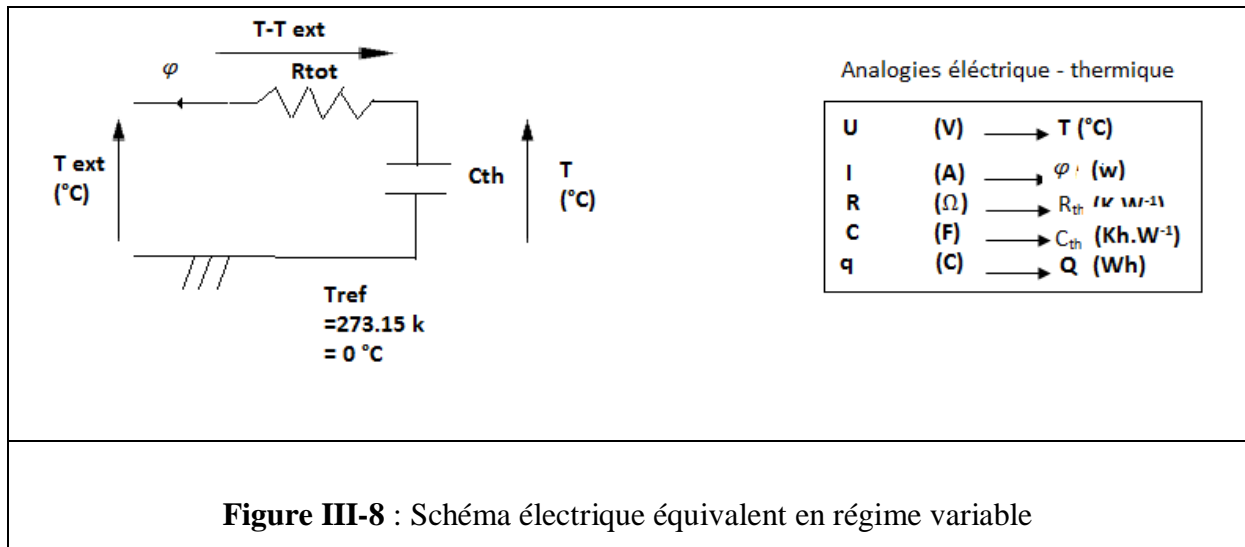 T-T ext
φ
Rtot
T ext
(°C)
Cth
T
(°C)
Tref
=273.15 k
= 0 °C
Analogies éléctrique - thermique
U (V) T (°C)
I (A) φ (w)
R (Ω) Rth (K.W-1)
C (F) Cth (Kh.W-1)
q (C) Q (Wh)
Figure III-8 : Schéma électrique équivalent en régime variable